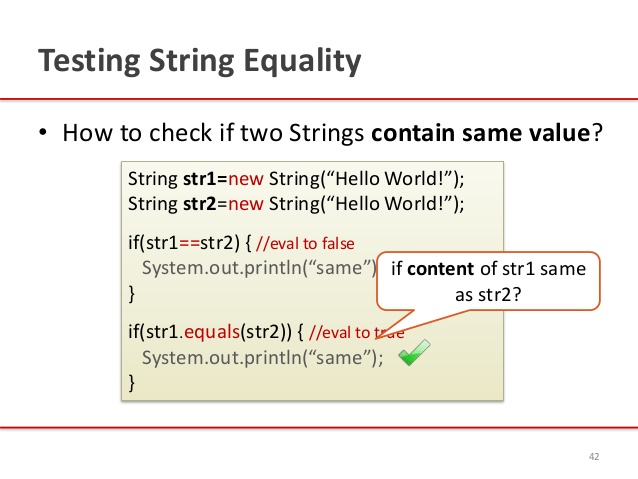 Testing String Equality
• How to check if two Strings contain same value?
String str1=new String(“Hello World!”);
String str2=new String(“Hello World!”);
if(str1==str2) { //eval to false
System.out.println(“same”)
}
if content of str1 same
as str2?
if(str1.equals(str2)) { //eval to true
System.out.println(“same”);
}
42